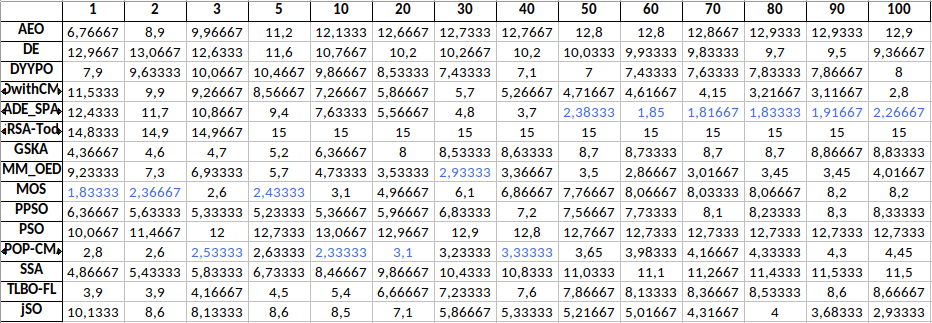 1 2 3 5 10 20 30 40 50 60 70 80 90 100
AEO 6,76667 8,9 9,96667 11,2 12,1333 12,6667 12,7333 12,7667 12,8 12,8 12,8667 12,9333 12,9333 12,9
DE 12,9667 13,0667 12,6333 11,6 10,7667 10,2 10,2667 10,2 10,0333 9,93333 9,83333 9,7 9,5 9,36667
DYYPO 7,9 9,63333 10,0667 10,4667 9,86667 8,53333 7,43333 7,1 7 7,43333 7,63333 7,83333 7,86667 8
OwithCM 11,5333 9,9 9,26667 8,56667 7,26667 5,86667 5,7 5,26667 4,71667 4,61667 4,15 3,21667 3,11667 2,8
ADE_SPA 12,4333 11,7 10,8667 9,4 7,63333 5,56667 4,8 3,7 2,38333 1,85 1,81667 1,83333 1,91667 2,26667
RSA-Tod 14,8333 14,9 14,9667 15 15 15 15 15 15 15 15 15 15 15
GSKA 4,36667 4,6 4,7 5,2 6,36667 8 8,53333 8,63333 8,7 8,73333 8,7 8,7 8,86667 8,83333
MM_OED 9,23333 7,3 6,93333 5,7 4,73333 3,53333 2,93333 3,36667 3,5 2,86667 3,01667 3,45 3,45 4,01667
MOS 1,83333 2,36667 2,6 2,43333 3,1 4,96667 6,1 6,86667 7,76667 8,06667 8,03333 8,06667 8,2 8,2
PPSO 6,36667 5,63333 5,33333 5,23333 5,36667 5,96667 6,83333 7,2 7,56667 7,73333 8,1 8,23333 8,3 8,33333
PSO 10,0667 11,4667 12 12,7333 13,0667 12,9667 12,9 12,8 12,7667 12,7333 12,7333 12,7333 12,7333 12,7333
POP-CM 2,8 2,6 2,53333 2,63333 2,33333 3,1 3,23333 3,33333 3,65 3,98333 4,16667 4,33333 4,3 4,45
SSA 4,86667 5,43333 5,83333 6,73333 8,46667 9,86667 10,4333 10,8333 11,0333 11,1 11,2667 11,4333 11,5333 11,5
TLBO-FL 3,9 3,9 4,16667 4,5 5,4 6,66667 7,23333 7,6 7,86667 8,13333 8,36667 8,53333 8,6 8,66667
jSO 10,1333 8,6 8,13333 8,6 8,5 7,1 5,86667 5,33333 5,21667 5,01667 4,31667 4 3,68333 2,93333